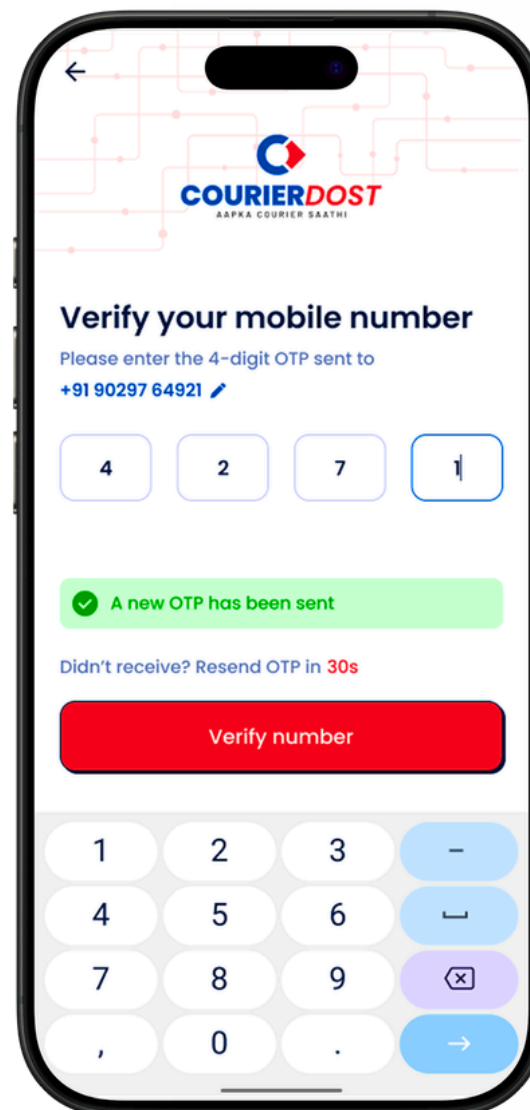 COURIERDOST
AAPKA COURIER SAATHI
Verify your mobile number
Please enter the 4-digit OTP sent to
+91 90297 64921
4 2 7 1
A new OTP has been sent
Didn't receive? Resend OTP in 30s
Verify number
1 2 3 –
4 5 6
7 8 9
, 0 .